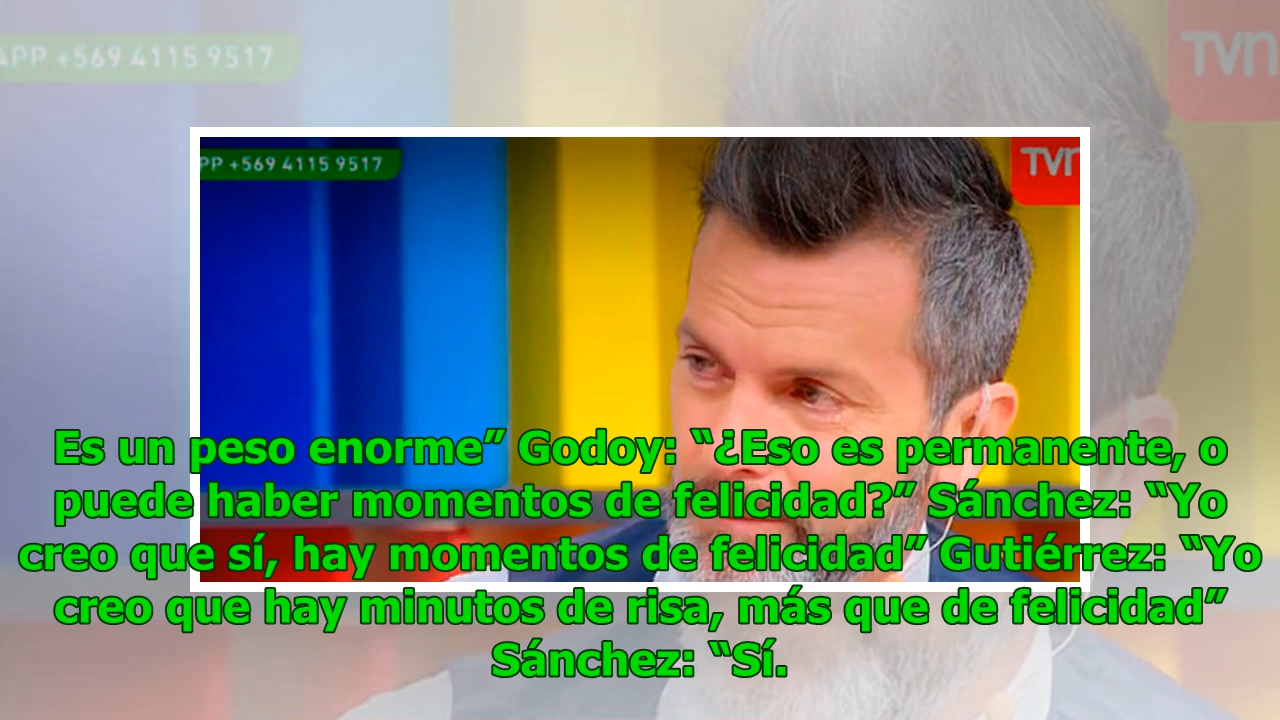 APP +569 4115 9517
TVN
PP +569 4115 9517
TVN
Es un peso enorme” Godoy: “¿Eso es permanente, o
puede haber momentos de felicidad?” Sánchez: “Yo
creo que sí, hay momentos de felicidad” Gutiérrez: “Yo
creo que hay minutos de risa, más que de felicidad”
Sánchez: “Sí.